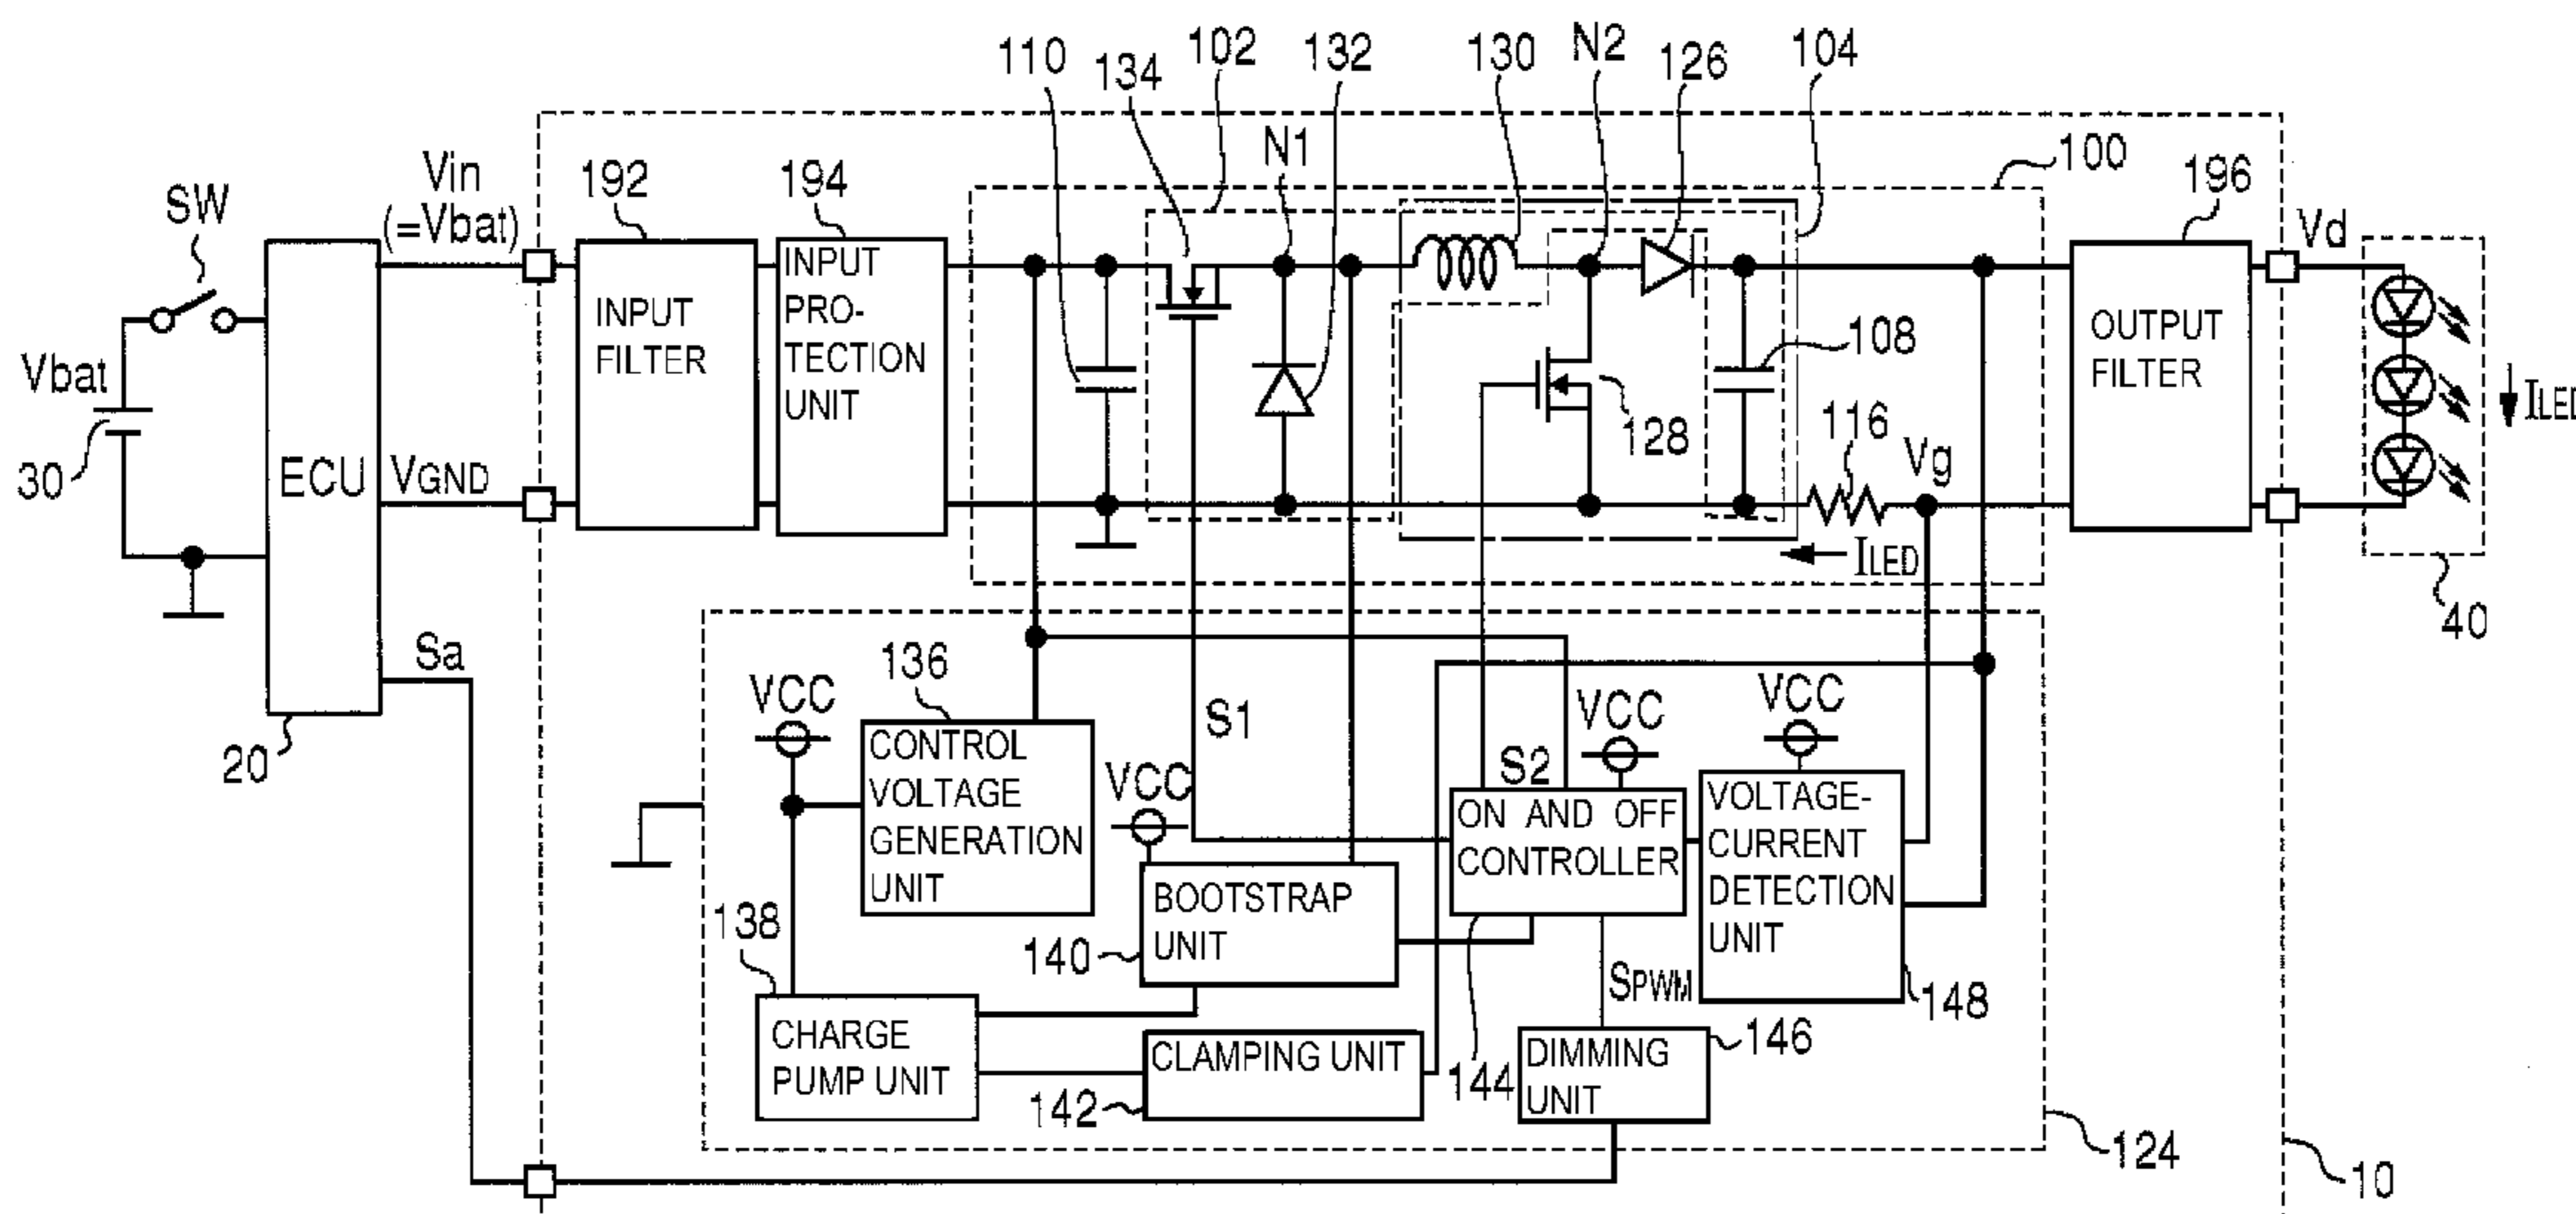 102
110
134
132
130
N2
126
104
100
N1
Vin
(=Vbat)
SW
192
194
196
Vd
INPUT
FILTER
INPUT
PRO-
TECTION
UNIT
OUTPUT
FILTER
108
Vbat
30
ECU
VGND
128
116
Vg
ILED
ILED
40
Sa
20
136
VCC
CONTROL
VOLTAGE
GENERATION
UNIT
S1
S2
VCC
VCC
VCC
ON AND OFF
CONTROLLER
VOLTAGE-
CURRENT
DETECTION
UNIT
BOOTSTRAP
UNIT
138
140
SPWM
148
CHARGE
PUMP UNIT
CLAMPING UNIT
142
144
DIMMING
UNIT
146
124
10